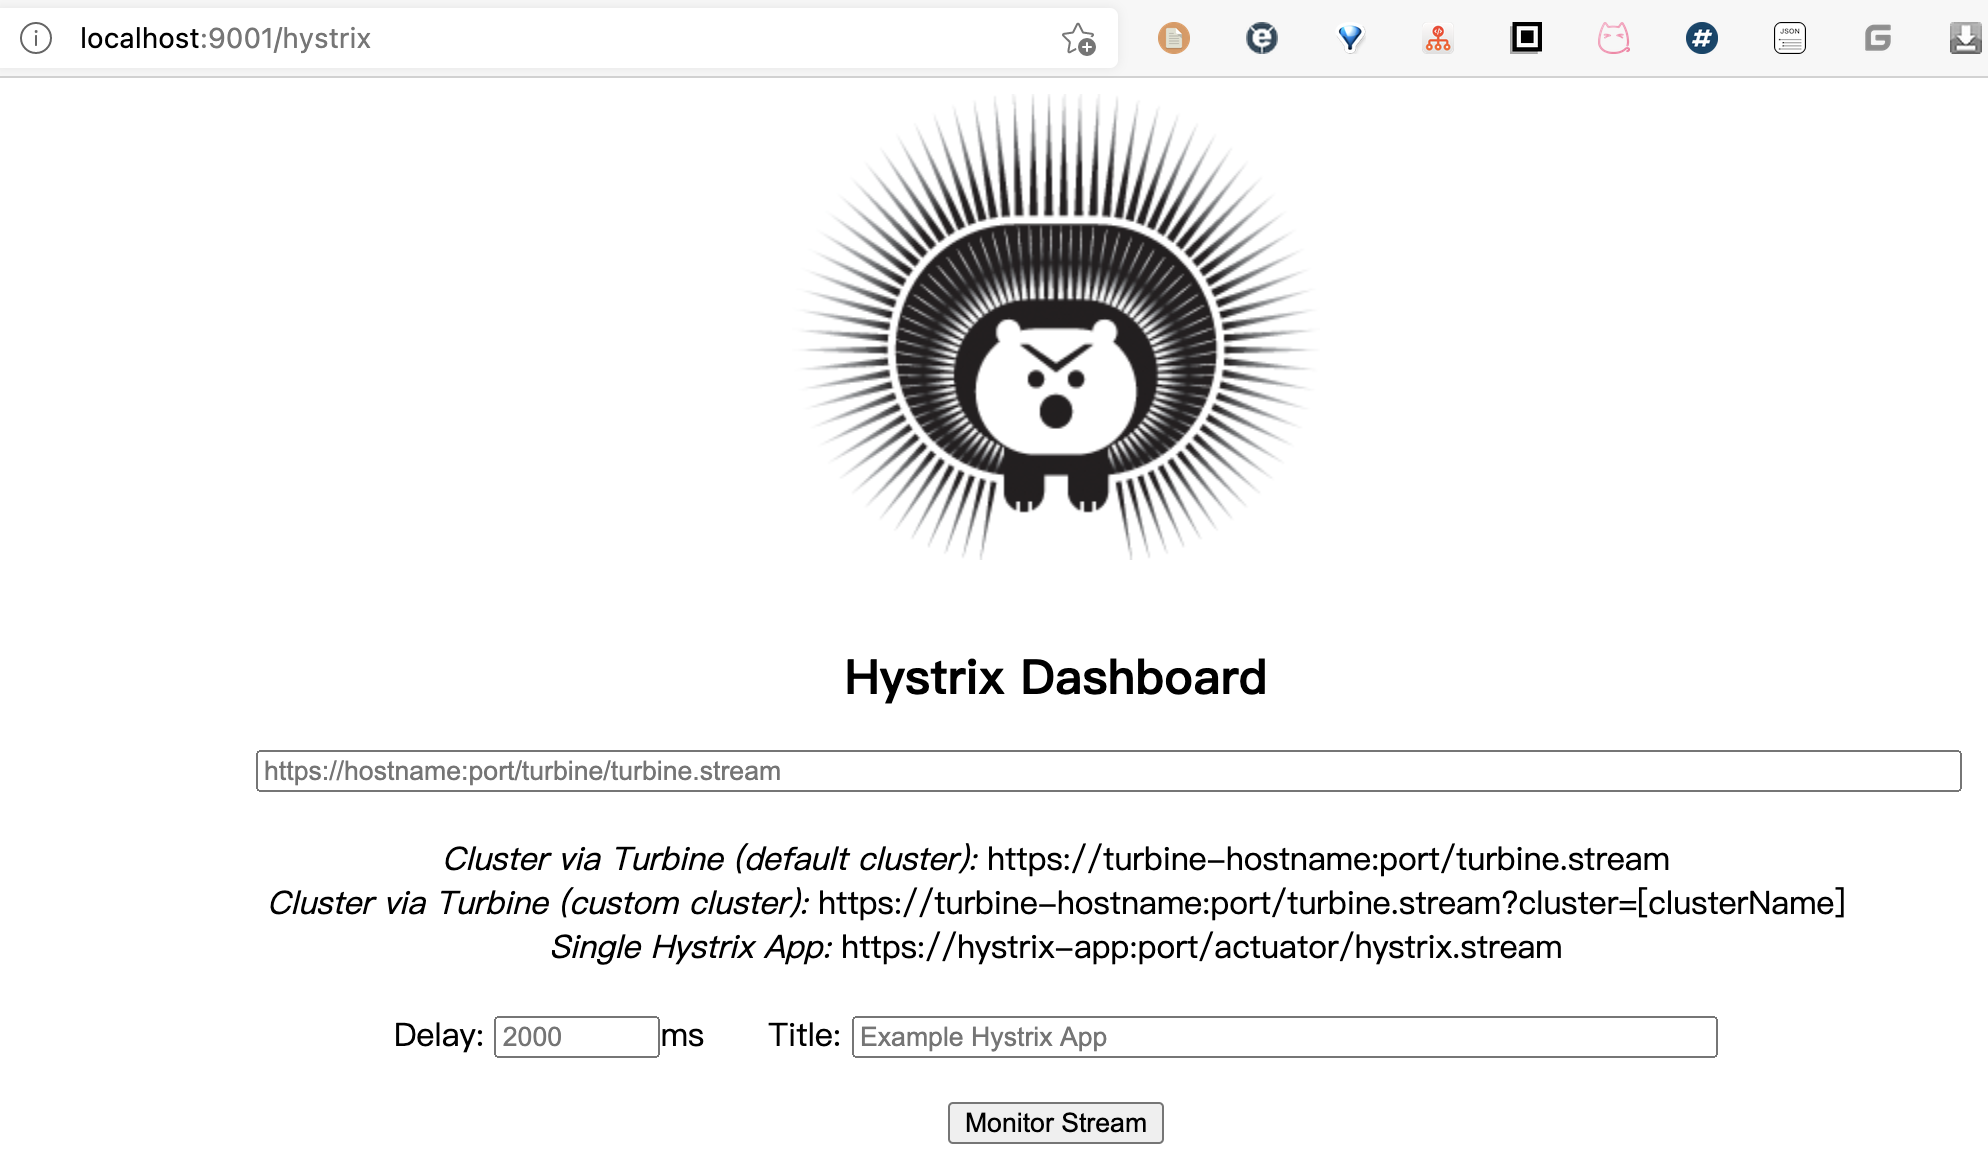 localhost:9001/hystrix
JSON
Hystrix Dashboard
https://hostname:port/turbine/turbine.stream
Cluster via Turbine (default cluster): https://turbine-hostname:port/turbine.stream
Cluster via Turbine (custom cluster): https://turbine-hostname:port/turbine.stream?cluster=[clusterName]
Single Hystrix App: https://hystrix-app:port/actuator/hystrix.stream
Delay: 2000 ms Title: Example Hystrix App
Monitor Stream